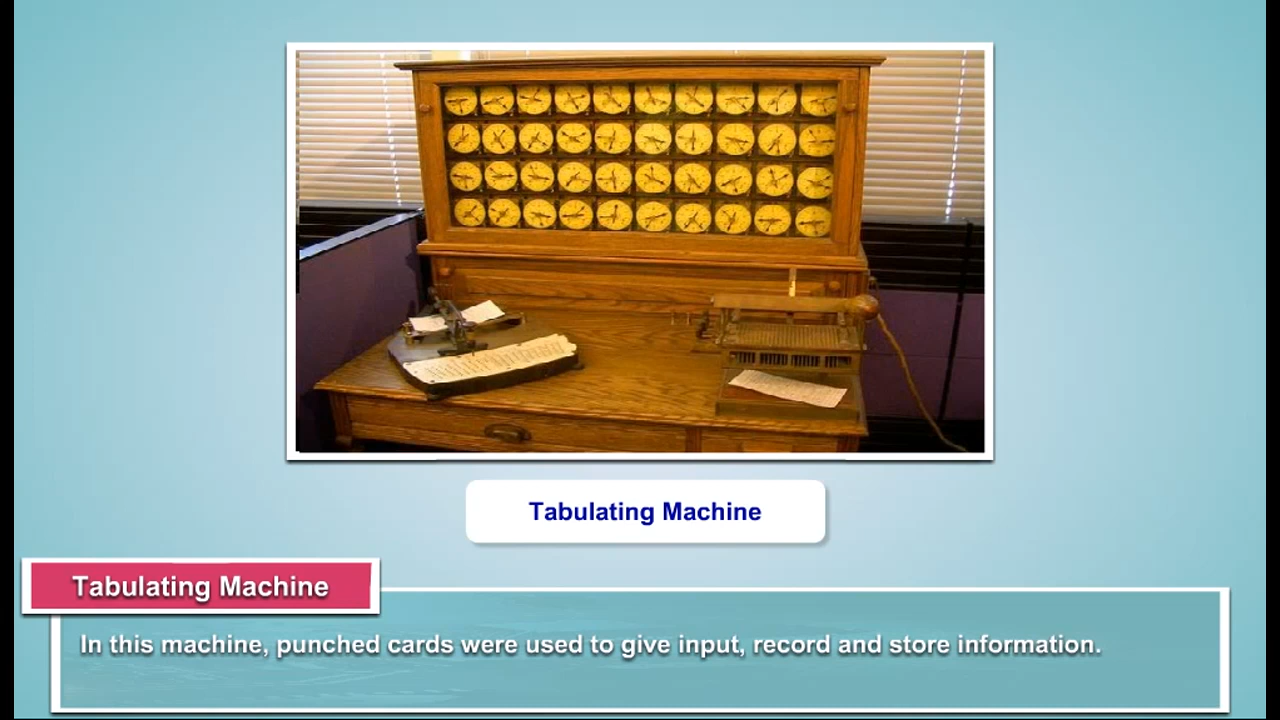 Tabulating Machine
Tabulating Machine
In this machine, punched cards were used to give input, record and store information.